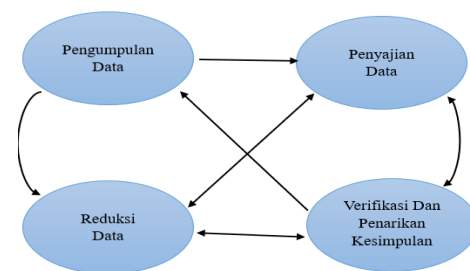 Pengumpulan
Data
Penyajian
Data
Reduksi
Data
Verifikasi Dan
Penarikan
Kesimpulan